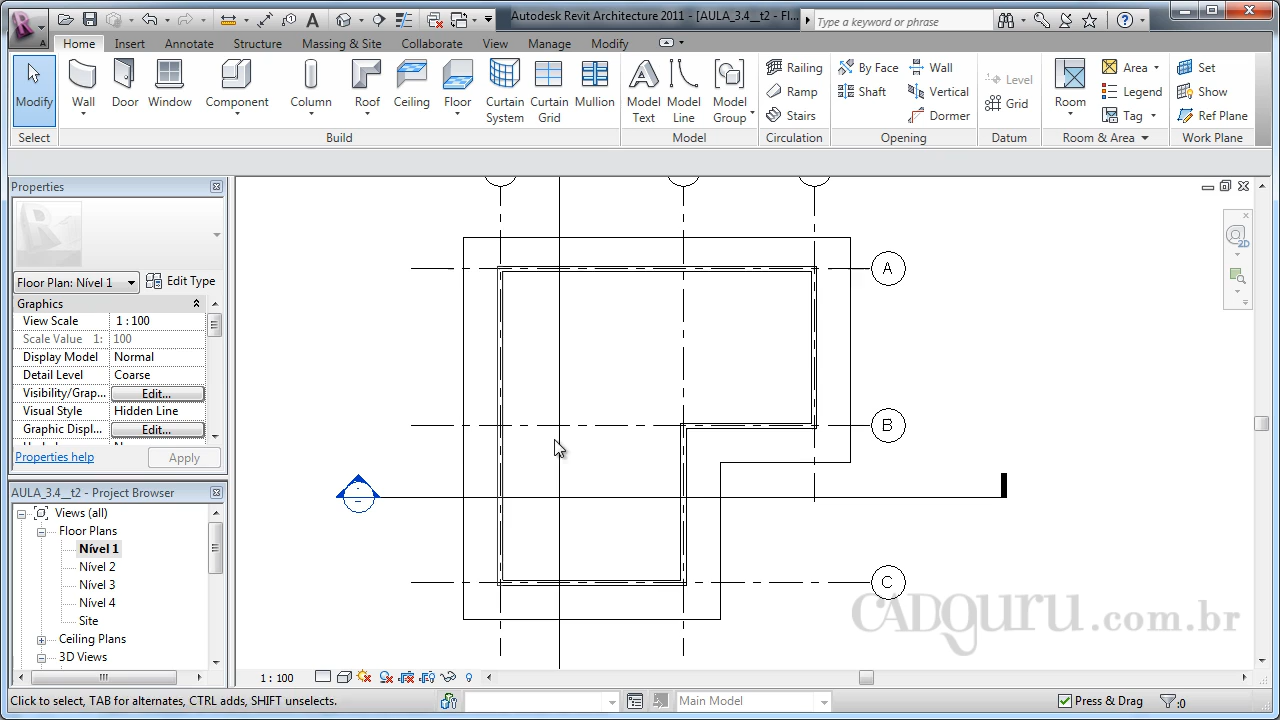 Autodesk Revit Architecture 2011 - [AULA_3.4__t2 - Fl...
Type a keyword or phrase
Home Insert Annotate Structure Massing & Site Collaborate View Manage Modify
Modify Wall Door Window Component Column Roof Ceiling Floor Curtain System Curtain Grid Mullion Model Text Model Line Model Group
Railing By Face Wall Level Room Area Set
Ramp Shaft Vertical Grid Legend Show
Stairs Dormer Tag Ref Plane
Select Build Model Circulation Opening Datum Room & Area Work Plane
Properties
Floor Plan: Nível 1 Edit Type
Graphics
View Scale 1 : 100
Scale Value 1: 100
Display Model Normal
Detail Level Coarse
Visibility/Grap... Edit...
Visual Style Hidden Line
Graphic Displ... Edit...
Properties help Apply
AULA_3.4__t2 - Project Browser
Views (all)
Floor Plans
Nível 1
Nível 2
Nível 3
Nível 4
Site
Ceiling Plans
3D Views
A
B
C
2D
CADguru.com.br
1 : 100
Click to select, TAB for alternates, CTRL adds, SHIFT unselects.
Main Model
Press & Drag
:0